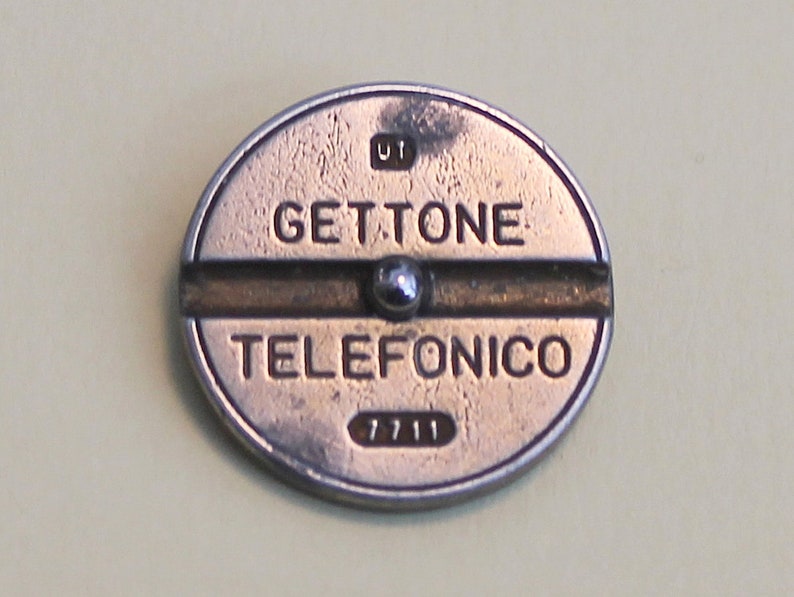 UT
GETTONE
TELEFONICO
7711